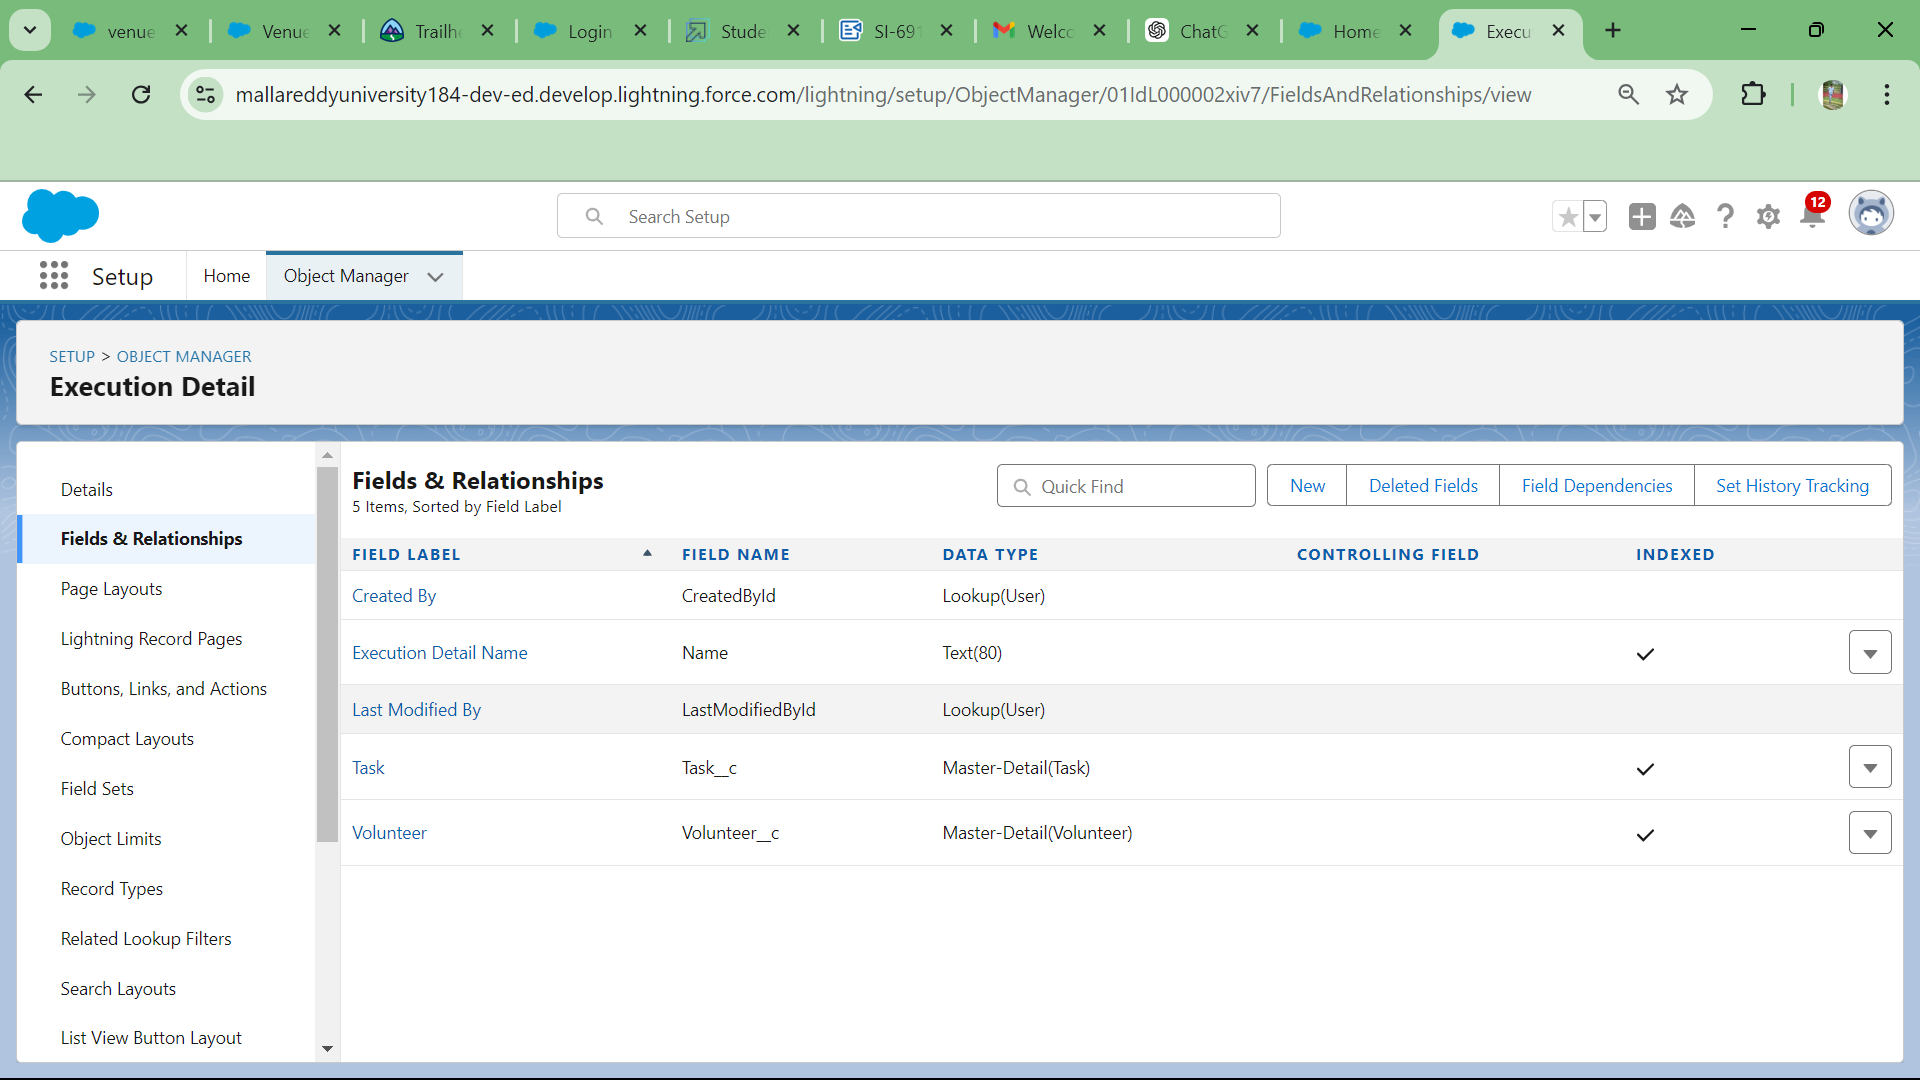 venue
Venue
Trailhe
Login
Stude
SI-691
Welco
ChatG
Home
Execu
mallareddyuniversity184-dev-ed.develop.lightning.force.com/lightning/setup/ObjectManager/01IdL000002xiv7/FieldsAndRelationships/view
Search Setup
12
Setup
Home
Object Manager
SETUP > OBJECT MANAGER
Execution Detail
Details
Fields & Relationships
Page Layouts
Lightning Record Pages
Buttons, Links, and Actions
Compact Layouts
Field Sets
Object Limits
Record Types
Related Lookup Filters
Search Layouts
List View Button Layout
Fields & Relationships
5 Items, Sorted by Field Label
Quick Find
New
Deleted Fields
Field Dependencies
Set History Tracking
FIELD LABEL FIELD NAME DATA TYPE CONTROLLING FIELD INDEXED
Created By CreatedById Lookup(User)
Execution Detail Name Name Text(80)
Last Modified By LastModifiedById Lookup(User)
Task Task__c Master-Detail(Task)
Volunteer Volunteer__c Master-Detail(Volunteer)